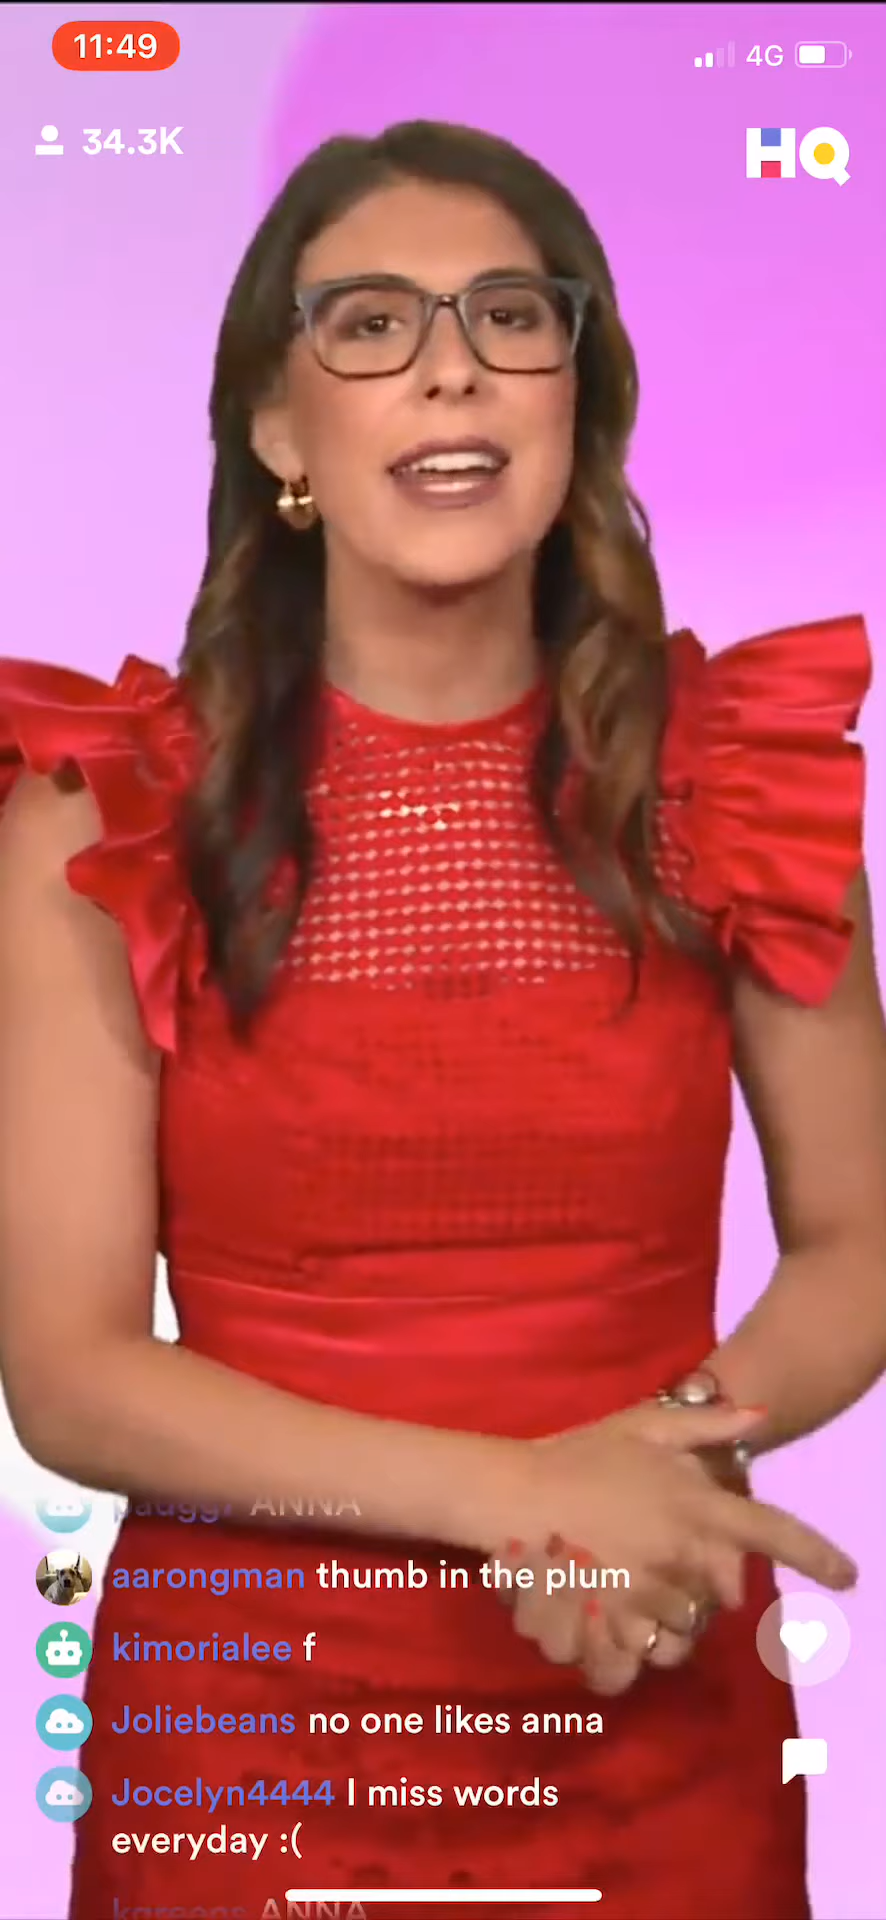 11:49
4G
34.3K
HQ
ANNA
aarongman thumb in the plum
kimorialee f
Joliebeans no one likes anna
Jocelyn4444 I miss words
everyday :(
kareens ANNA